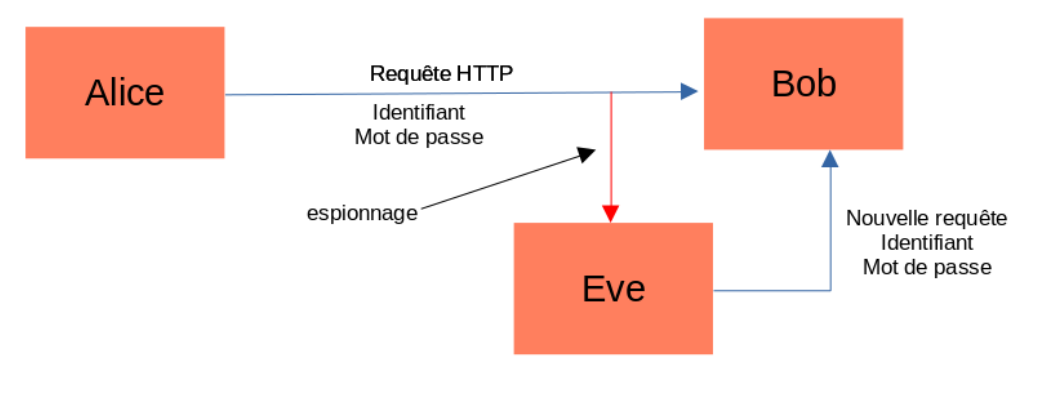 Alice
Requête HTTP
Identifiant
Mot de passe
Bob
espionnage
Eve
Nouvelle requête
Identifiant
Mot de passe